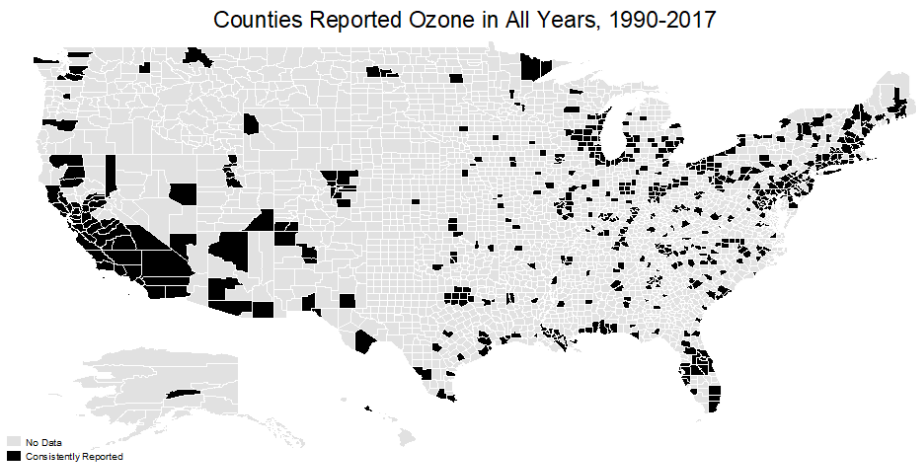 Counties Reported Ozone in All Years, 1990-2017
No Data
Consistently Reported